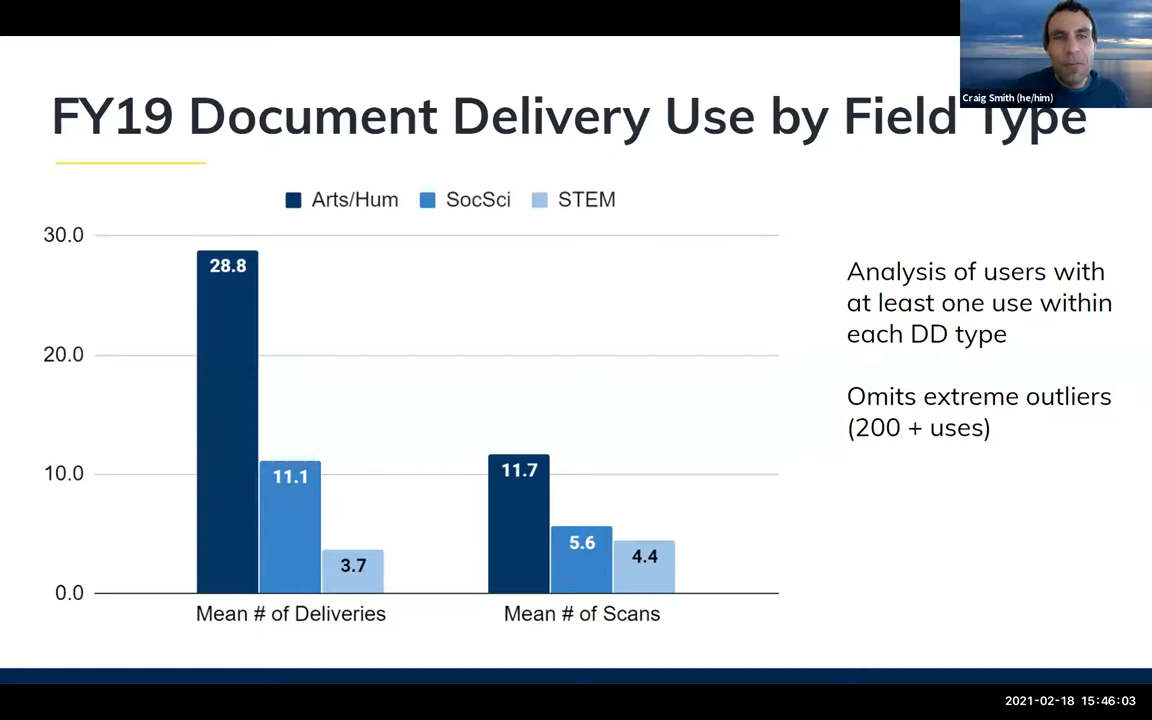 Craig Smith (he/him)
FY19 Document Delivery Use by Field Type
Arts/Hum SocSci STEM
30.0
20.0
10.0
0.0
28.8
11.1
3.7
11.7
5.6
4.4
Mean # of Deliveries
Mean # of Scans
Analysis of users with
at least one use within
each DD type
Omits extreme outliers
(200 + uses)
2021-02-18 15:46:03